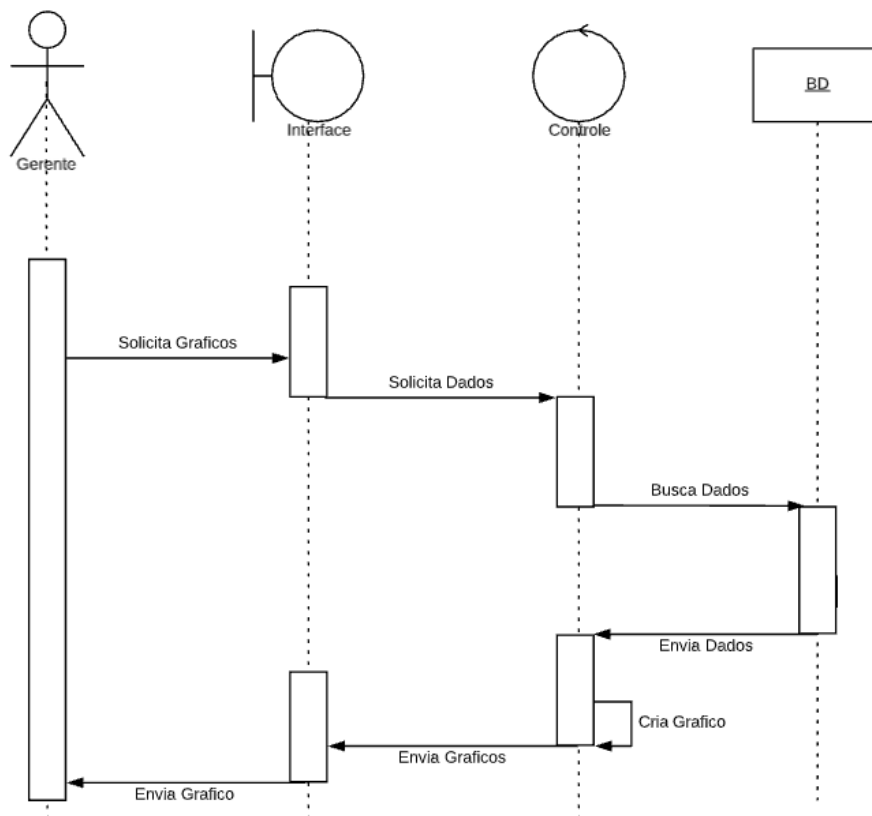 BD
Interface
Controle
Gerente
Solicita Graficos
Solicita Dados
Busca Dados
Envia Dados
Cria Grafico
Envia Graficos
Envia Grafico